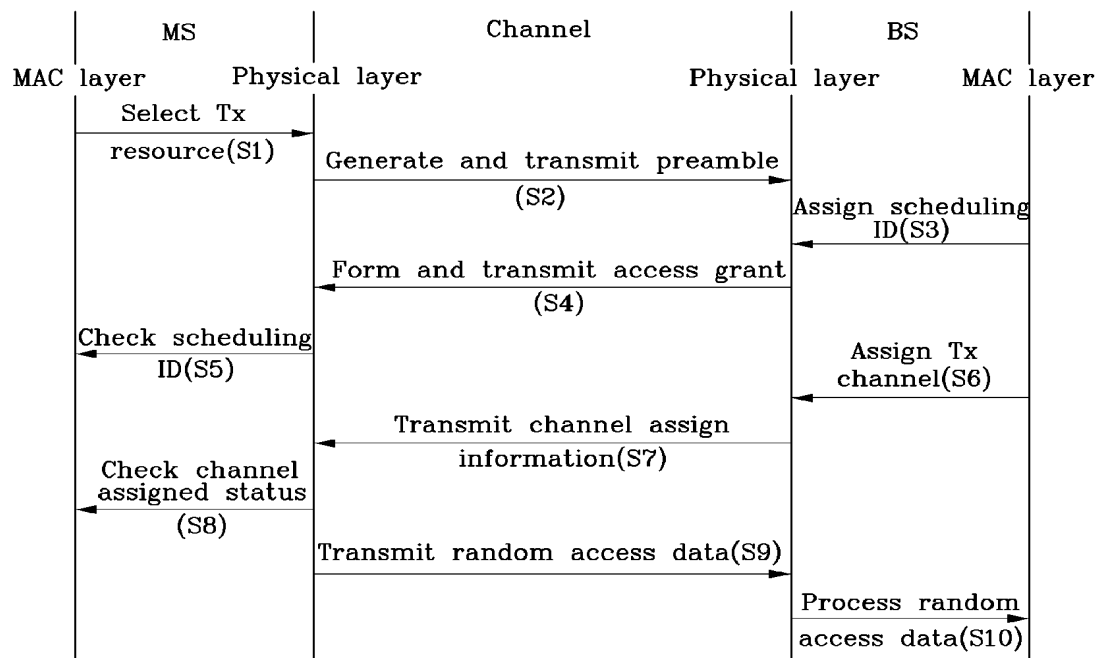 MS
Channel
BS
MAC layer
Physical layer
Physical layer
MAC layer
Select Tx
resource(S1)
Generate and transmit preamble
(S2)
Assign scheduling
ID(S3)
Form and transmit access grant
(S4)
Check scheduling
ID(S5)
Assign Tx
channel(S6)
Transmit channel assign
information(S7)
Check channel
assigned status
(S8)
Transmit random access data(S9)
Process random
access data(S10)